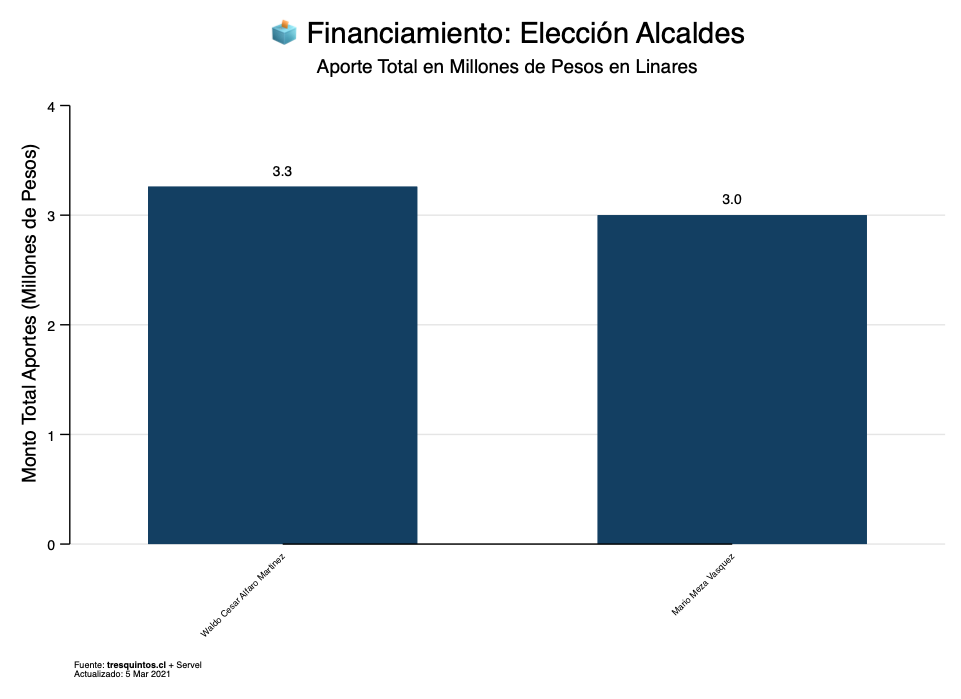 Financiamiento: Elección Alcaldes
Aporte Total en Millones de Pesos en Linares
Monto Total Aportes (Millones de Pesos)
4
3
2
1
0
3.3
3.0
Waldo Cesar Alfaro Martinez
Mario Meza Vasquez
Fuente: tresquintos.cl + Servel
Actualizado: 5 Mar 2021